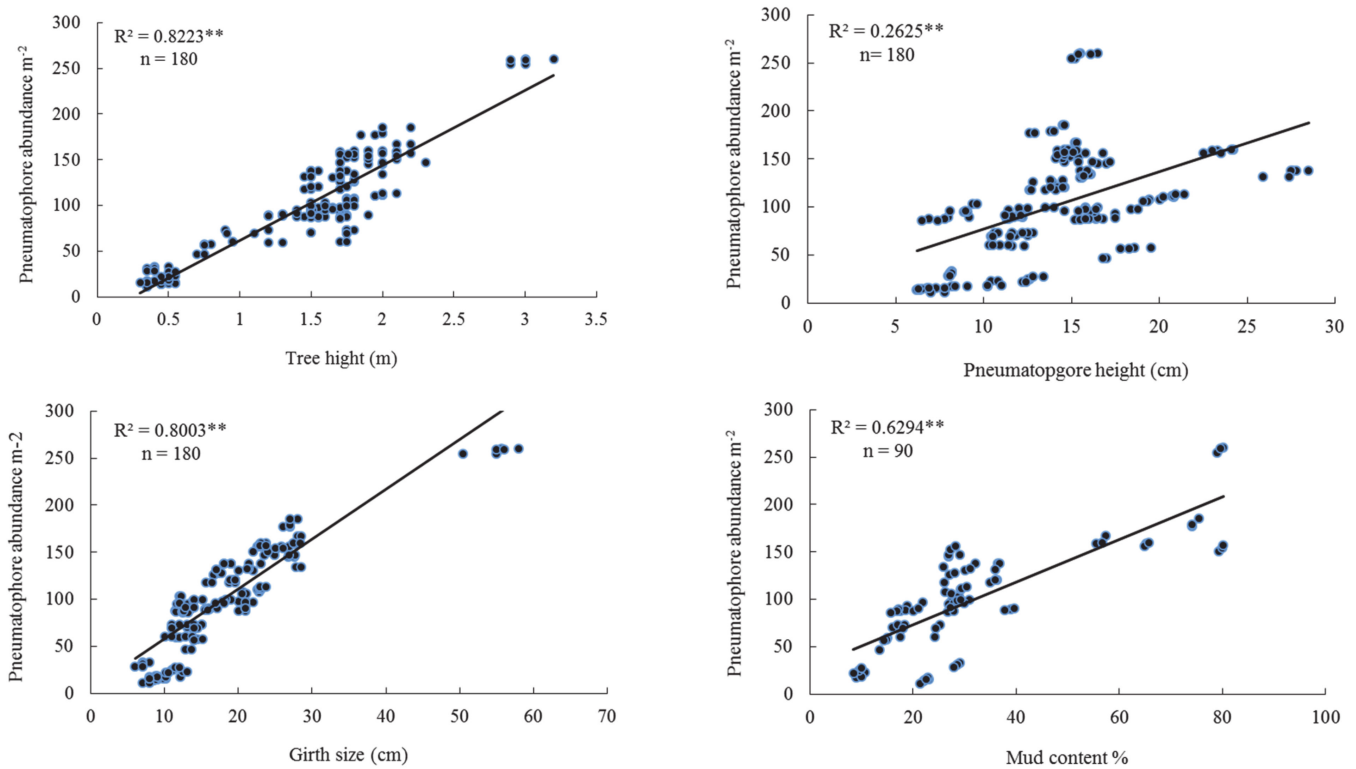 Pneumatophore abundance m-2
R² = 0.8223**
n = 180
300
250
200
150
100
50
0
0 0.5 1 1.5 2 2.5 3 3.5
Tree hight (m)
Pneumatophore abundance m-2
R² = 0.2625**
n= 180
300
250
200
150
100
50
0
0 5 10 15 20 25 30
Pneumatopgore height (cm)
Pneumatophore abundance m-2
R² = 0.8003**
n = 180
300
250
200
150
100
50
0
0 10 20 30 40 50 60 70
Girth size (cm)
Pneumatophore abundance m-2
R² = 0.6294**
n = 90
300
250
200
150
100
50
0
0 20 40 60 80 100
Mud content %